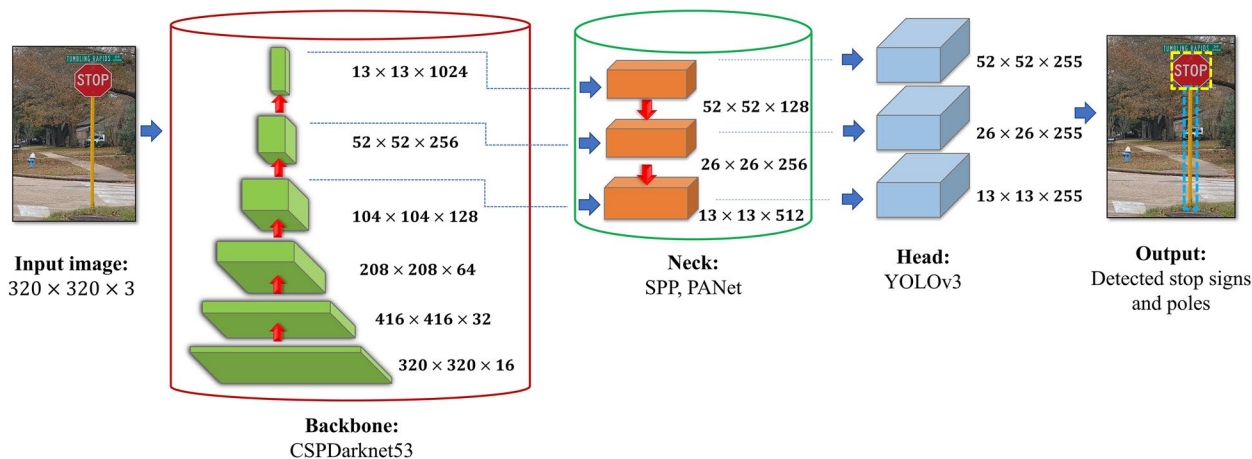 TUMBLING RAPIDS
STOP
Input image:
320 × 320 × 3
13 × 13 × 1024
52 × 52 × 256
104 × 104 × 128
208 × 208 × 64
416 × 416 × 32
320 × 320 × 16
Backbone:
CSPDarknet53
52 × 52 × 128
26 × 26 × 256
13 × 13 × 512
Neck:
SPP, PANet
52 × 52 × 255
26 × 26 × 255
13 × 13 × 255
Head:
YOLOv3
TUMBLING RAPIDS
STOP
Output:
Detected stop signs
and poles